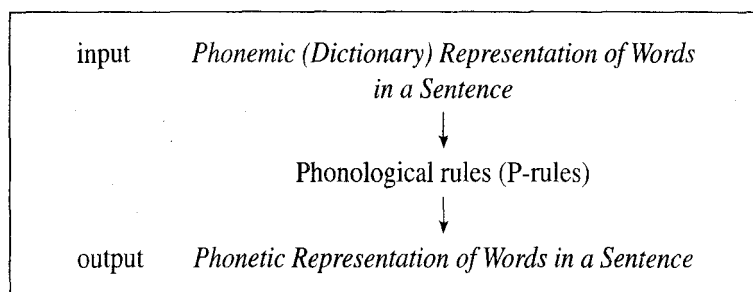 input Phonemic (Dictionary) Representation of Words
in a Sentence
Phonological rules (P-rules)
output Phonetic Representation of Words in a Sentence